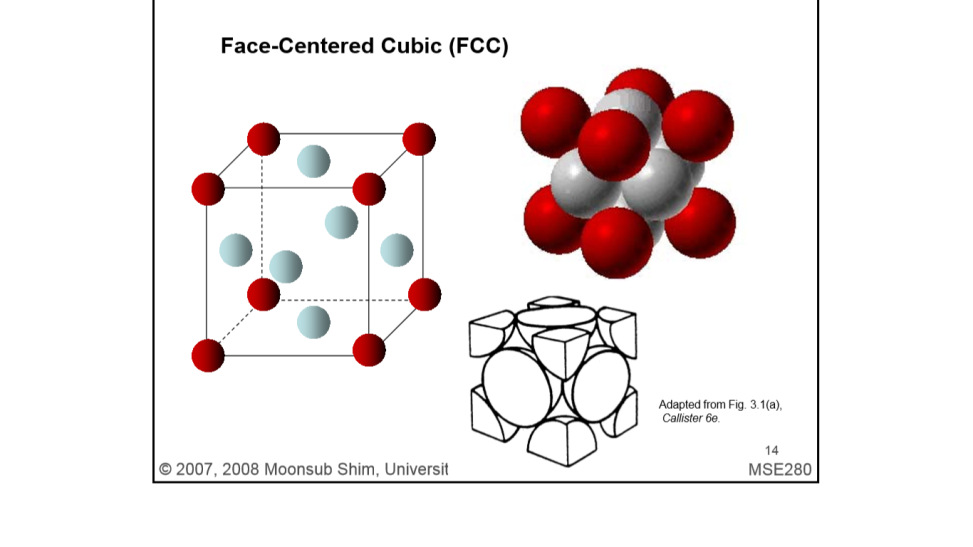 Face-Centered Cubic (FCC)
Adapted from Fig. 3.1(a),
Callister 6e.
14
© 2007, 2008 Moonsub Shim, Universit
MSE280